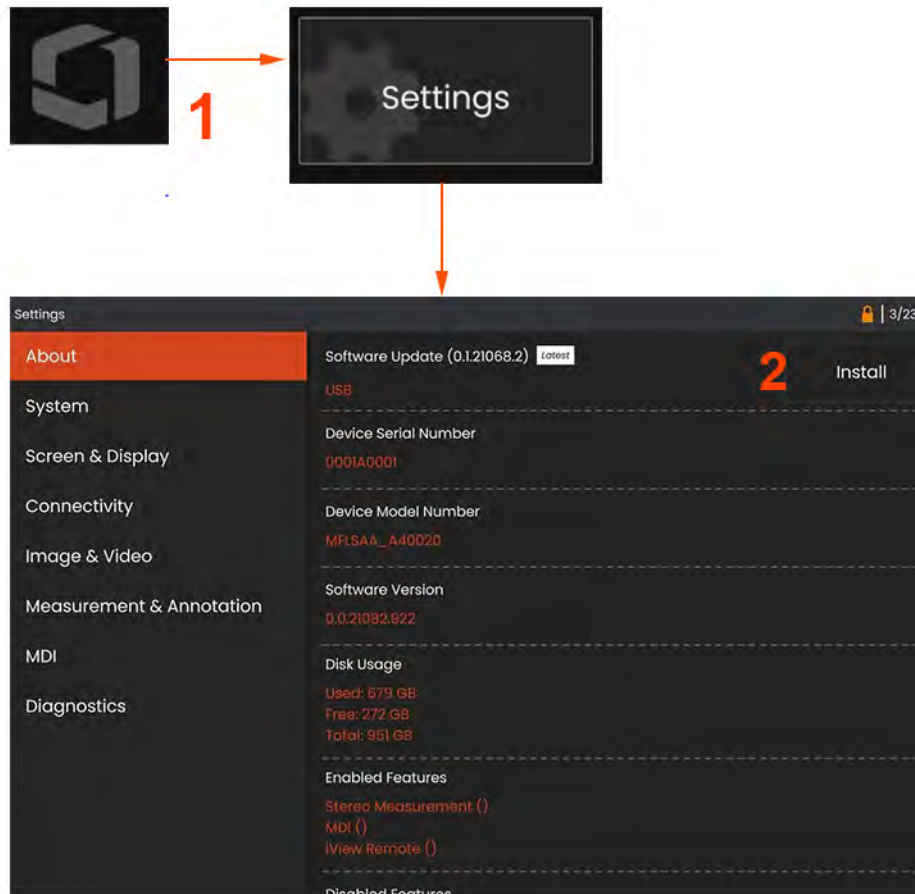 1
Settings
Settings
3/23
About
System
Screen & Display
Connectivity
Image & Video
Measurement & Annotation
MDI
Diagnostics
Software Update (0.1.21068.2) Latest
USB
2 Install
Device Serial Number
0001A0001
Device Model Number
MFLSAA_A40020
Software Version
0.0.21082.922
Disk Usage
Used: 679 GB
Free: 272 GB
Total: 951 GB
Enabled Features
Stereo Measurement ()
MDI ()
iView Remote ()
Disabled Features